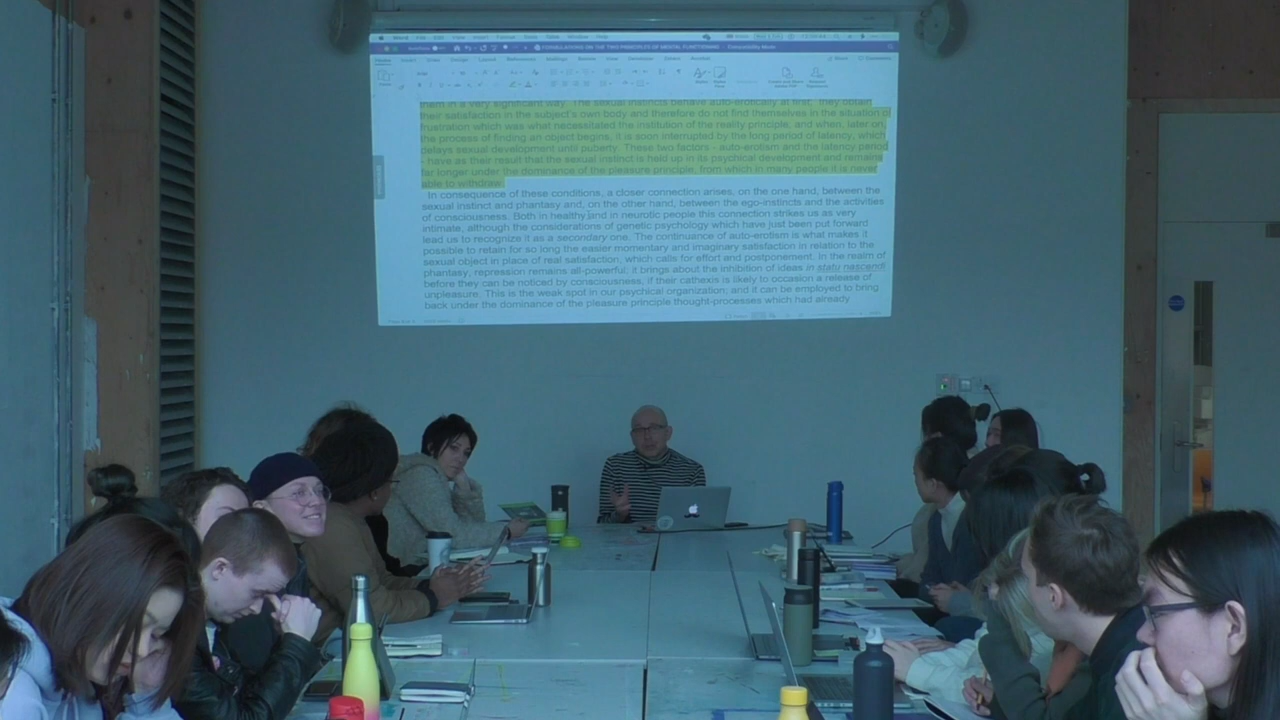 FORMULATIONS ON THE TWO PRINCIPLES OF MENTAL FUNCTIONING
them in a very significant way. The sexual instincts behave auto-erotically at first; they obtain
their satisfaction in the subject's own body and therefore do not find themselves in the situation of
frustration which was what necessitated the institution of the reality principle; and when, later on,
the process of finding an object begins, it is soon interrupted by the long period of latency, which
delays sexual development until puberty. These two factors - auto-erotism and the latency period
- have as their result that the sexual instinct is held up in its psychical development and remains
far longer under the dominance of the pleasure principle, from which in many people it is never
able to withdraw.
In consequence of these conditions, a closer connection arises, on the one hand, between the
sexual instinct and phantasy and, on the other hand, between the ego-instincts and the activities
of consciousness. Both in healthy and in neurotic people this connection strikes us as very
intimate, although the considerations of genetic psychology which have just been put forward
lead us to recognize it as a secondary one. The continuance of auto-erotism is what makes it
possible to retain for so long the easier momentary and imaginary satisfaction in relation to the
sexual object in place of real satisfaction, which calls for effort and postponement. In the realm of
phantasy, repression remains all-powerful; it brings about the inhibition of ideas in statu nascendi
before they can be noticed by consciousness, if their cathexis is likely to occasion a release of
unpleasure. This is the weak spot in our psychical organization; and it can be employed to bring
back under the dominance of the pleasure principle thought-processes which had already